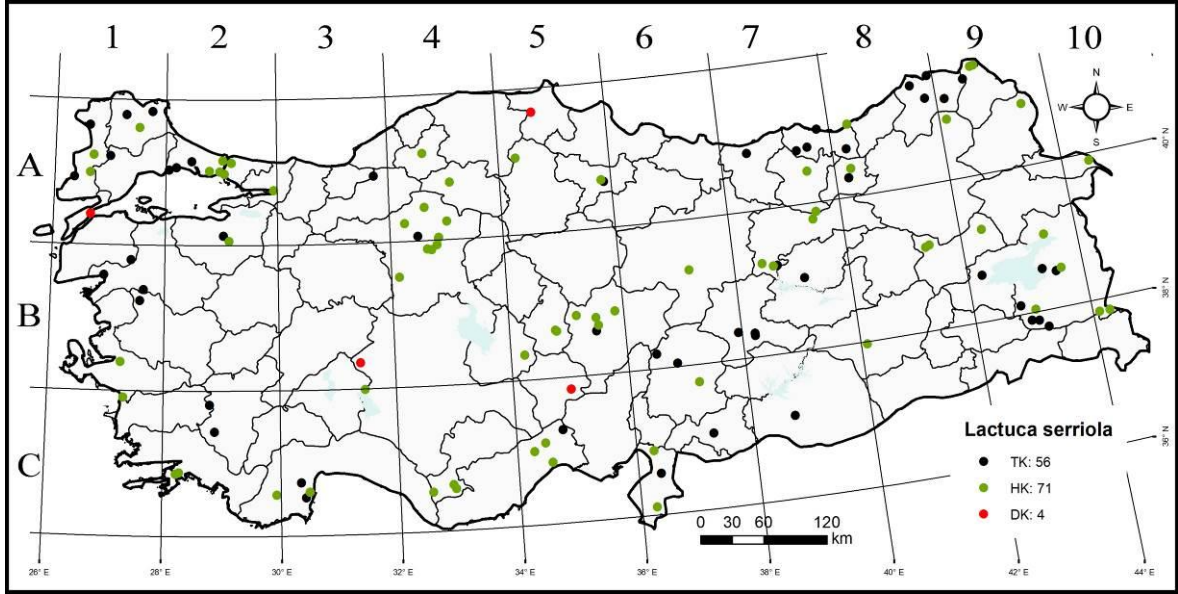 1 2 3 4 5 6 7 8 9 10
N
W E
S
A
B
C
40° N
38° N
36° N
Lactuca serriola
TK: 56
HK: 71
DK: 4
0 30 60 120
km
26° E 28° E 30° E 32° E 34° E 36° E 38° E 40° E 42° E 44° E